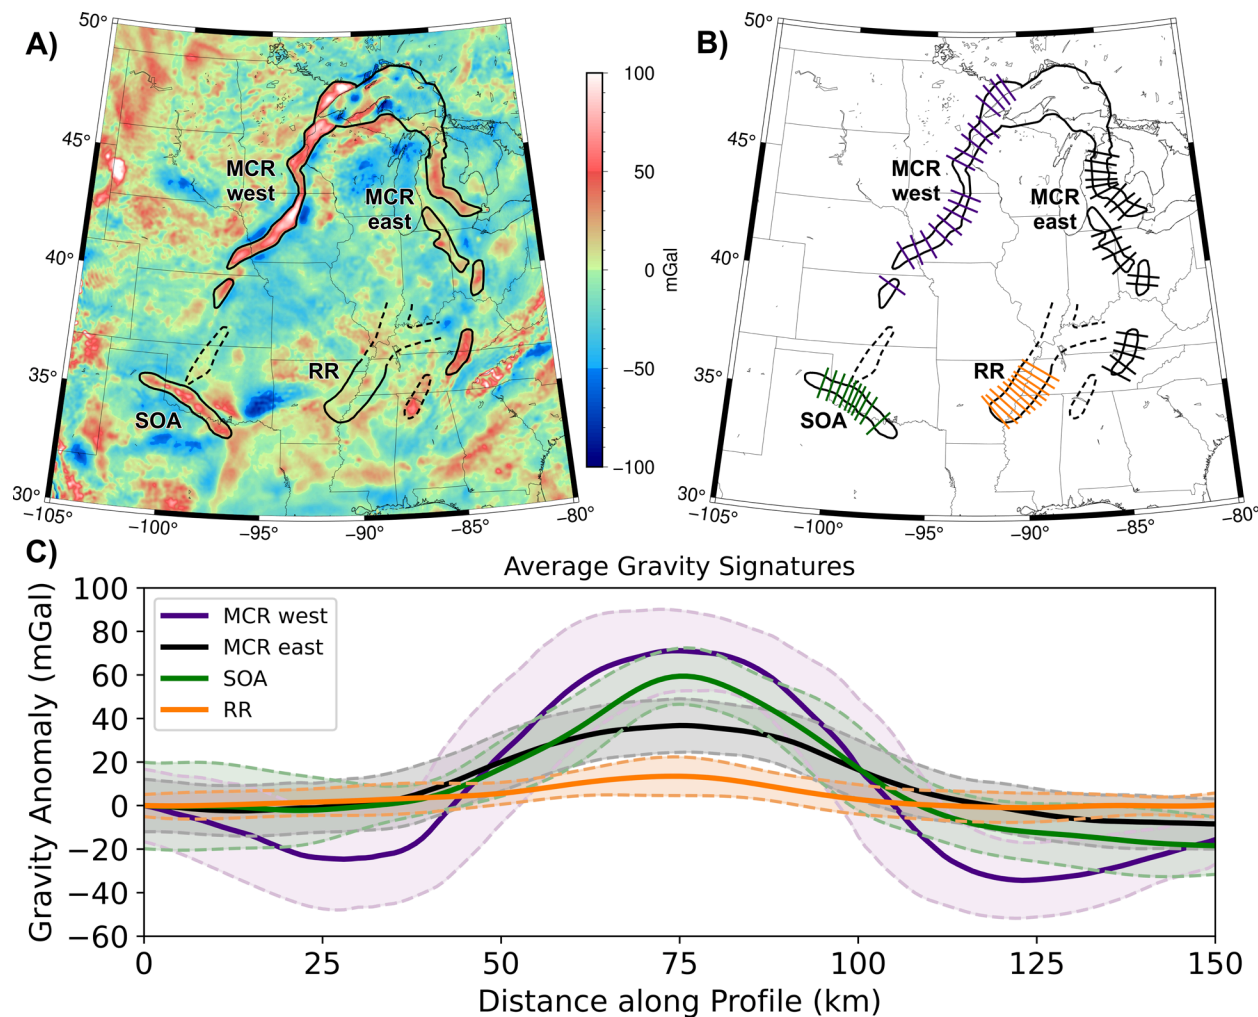 A)
50°
45°
40°
35°
30°
−105°
−100°
−95°
−90°
−85°
−80°
MCR
west
MCR
east
RR
SOA
100
50
0
−50
−100
mGal
B)
50°
45°
40°
35°
30°
−105°
−100°
−95°
−90°
−85°
−80°
MCR
west
MCR
east
RR
SOA
C)
Average Gravity Signatures
Gravity Anomaly (mGal)
100
80
60
40
20
0
−20
−40
−60
MCR west
MCR east
SOA
RR
0 25 50 75 100 125 150
Distance along Profile (km)